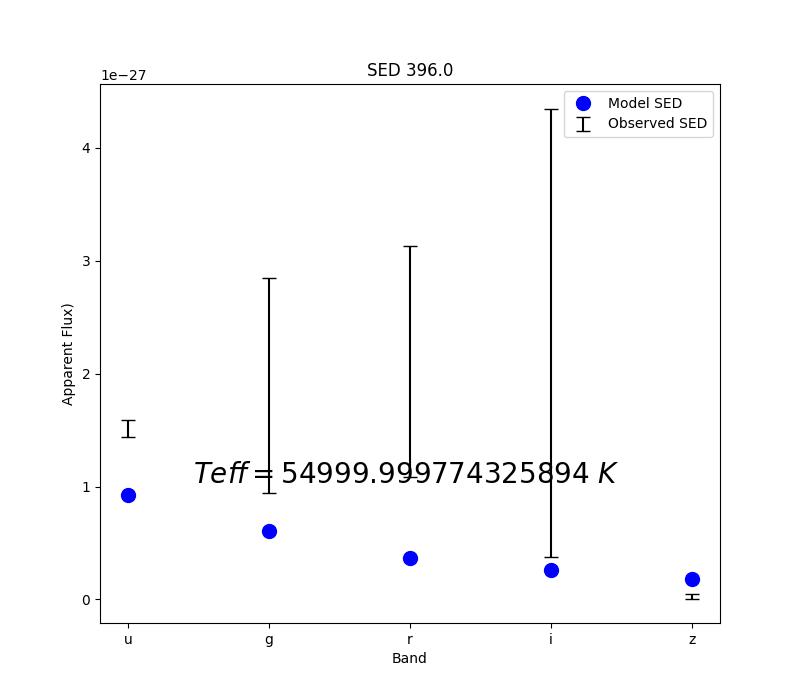 SED 396.0
1e−27
Model SED
Observed SED
4
3
2
1
0
Apparent Flux)
Teff = 54999.999774325894 K
u g r i z
Band